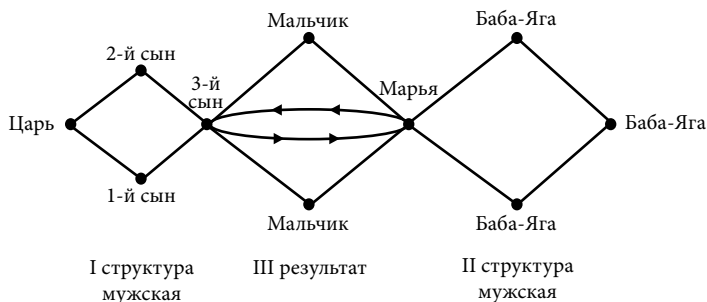 Мальчик
Баба-Яга
2-й сын
3-й
сын
Марья
Царь
Баба-Яга
1-й сын
Мальчик
Баба-Яга
I структура
мужская
III результат
II структура
мужская